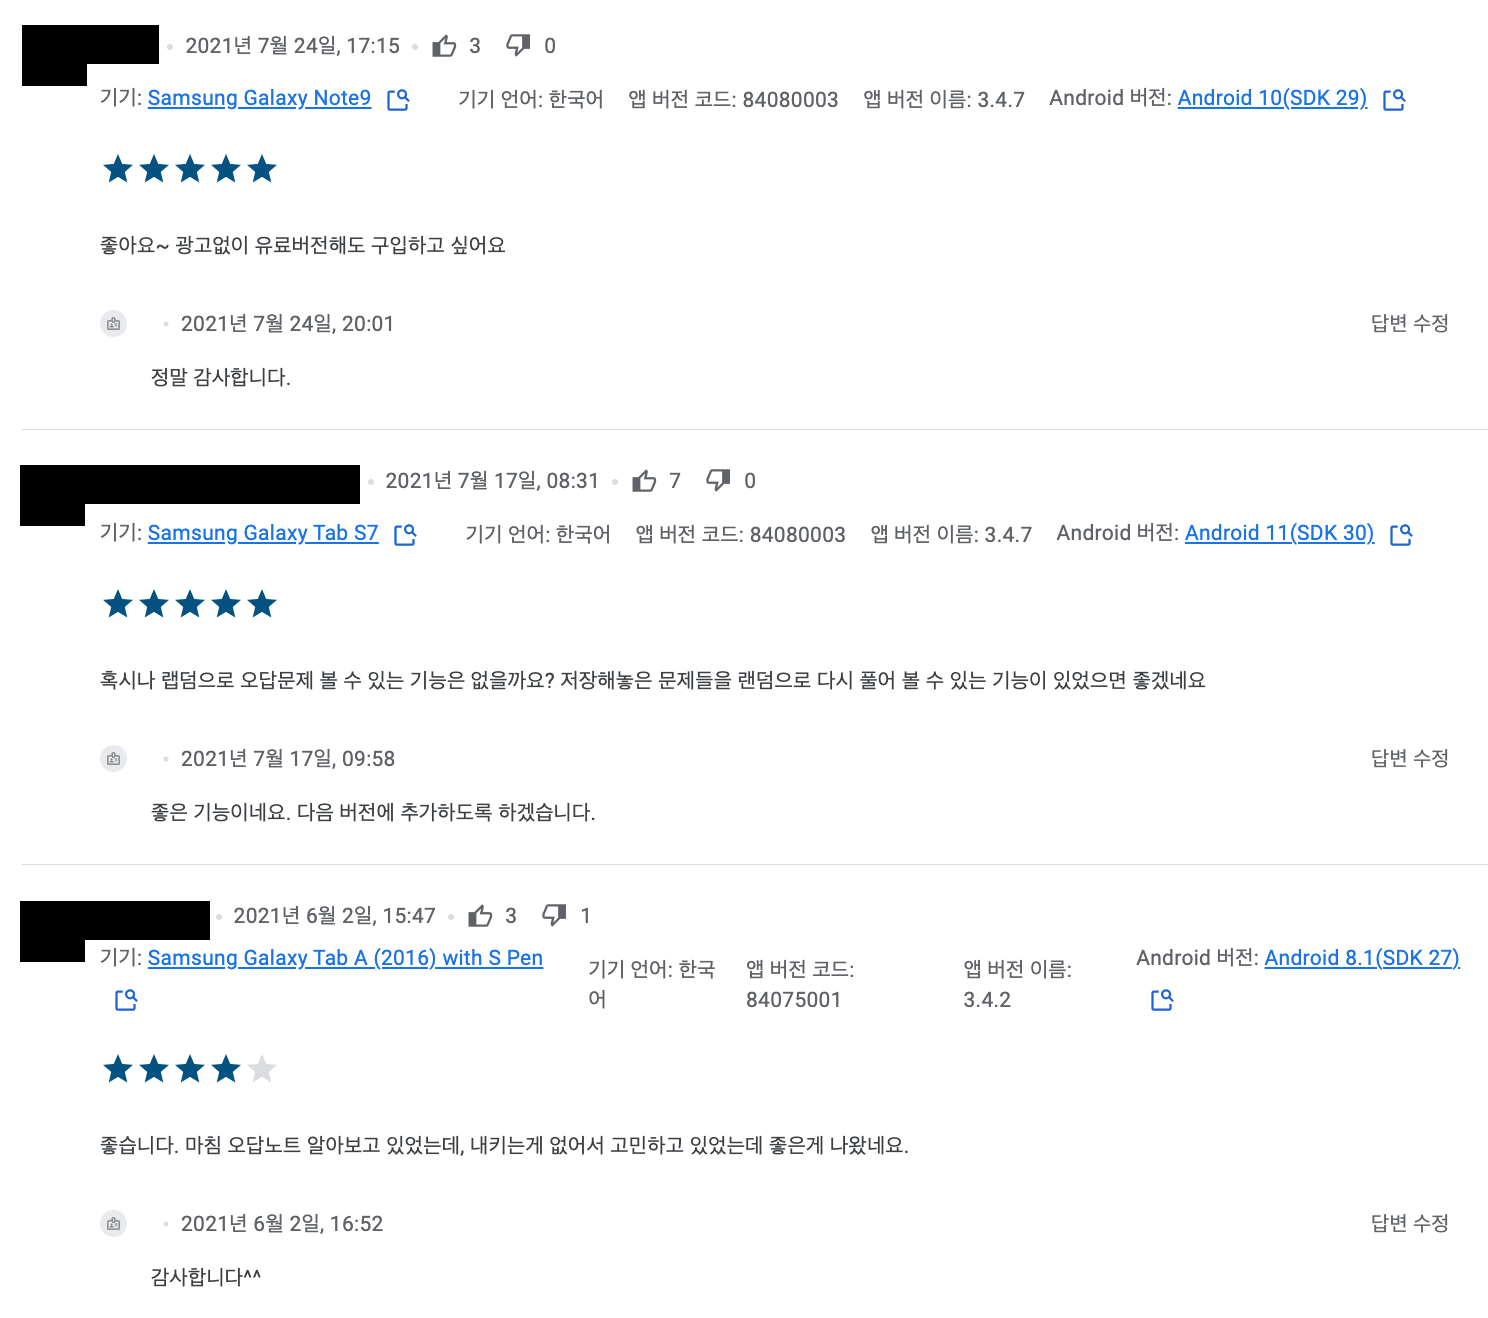 2021년 7월 24일, 17:15 3 0
기기: Samsung Galaxy Note9 기기 언어: 한국어 앱 버전 코드: 84080003 앱 버전 이름: 3.4.7 Android 버전: Android 10(SDK 29)
좋아요~ 광고없이 유료버전해도 구입하고 싶어요
2021년 7월 24일, 20:01 답변 수정
정말 감사합니다.
2021년 7월 17일, 08:31 7 0
기기: Samsung Galaxy Tab S7 기기 언어: 한국어 앱 버전 코드: 84080003 앱 버전 이름: 3.4.7 Android 버전: Android 11(SDK 30)
혹시나 랩덤으로 오답문제 볼 수 있는 기능은 없을까요? 저장해놓은 문제들을 랜덤으로 다시 풀어 볼 수 있는 기능이 있었으면 좋겠네요
2021년 7월 17일, 09:58 답변 수정
좋은 기능이네요. 다음 버전에 추가하도록 하겠습니다.
2021년 6월 2일, 15:47 3 1
기기: Samsung Galaxy Tab A (2016) with S Pen
기기 언어: 한국
어
앱 버전 코드:
84075001
앱 버전 이름:
3.4.2
Android 버전: Android 8.1(SDK 27)
좋습니다. 마침 오답노트 알아보고 있었는데, 내키는게 없어서 고민하고 있었는데 좋은게 나왔네요.
2021년 6월 2일, 16:52 답변 수정
감사합니다^^